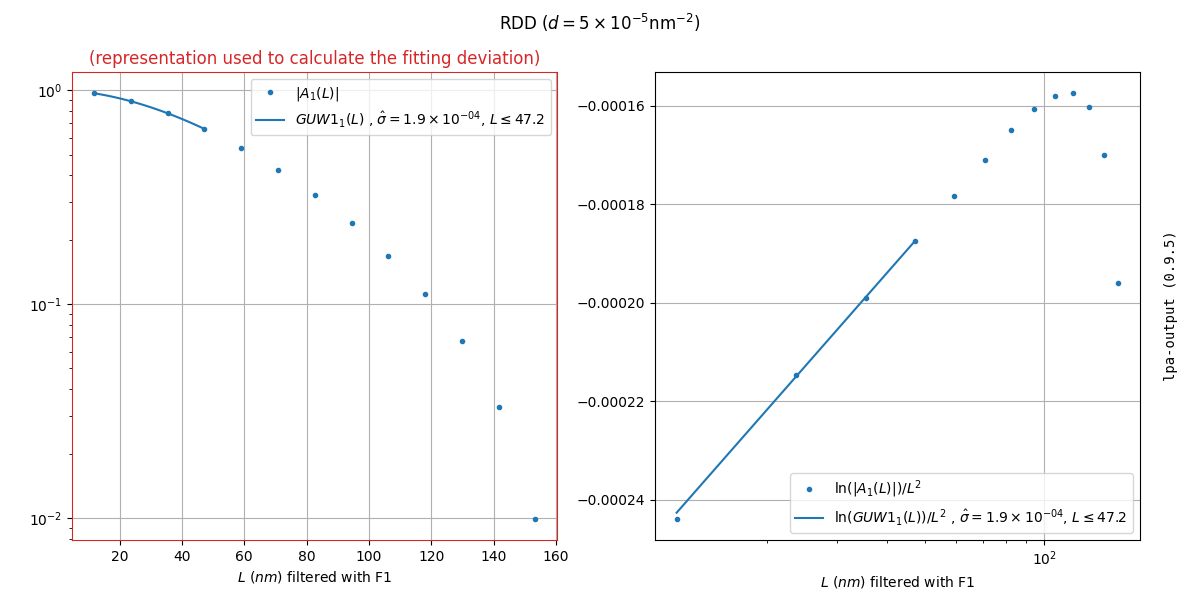 RDD (d = 5 × 10⁻⁵nm⁻²)
(representation used to calculate the fitting deviation)
10⁰
10⁻¹
10⁻²
|A₁(L)|
GUW1₁(L) , σ̂ = 1.9 × 10⁻⁰⁴, L ≤ 47.2
20 40 60 80 100 120 140 160
L (nm) filtered with F1
−0.00016
−0.00018
−0.00020
−0.00022
−0.00024
ln(|A₁(L)|)/L²
ln(GUW1₁(L))/L² , σ̂ = 1.9 × 10⁻⁰⁴, L ≤ 47.2
10²
L (nm) filtered with F1
lpa-output (0.9.5)